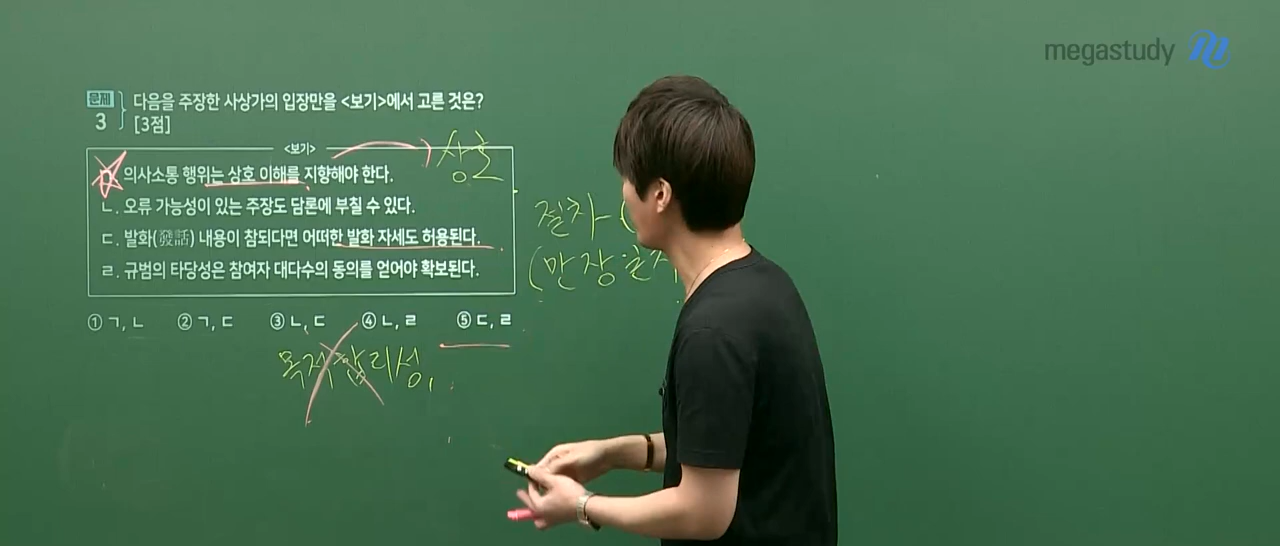 megastudy
문제 3
다음을 주장한 사상가의 입장만을 <보기>에서 고른 것은?
[3점]
<보기>
의사소통 행위는 상호 이해를 지향해야 한다.
ㄴ. 오류 가능성이 있는 주장도 담론에 부칠 수 있다.
ㄷ. 발화(發話) 내용이 참되다면 어떠한 발화 자세도 허용된다.
ㄹ. 규범의 타당성은 참여자 대다수의 동의를 얻어야 확보된다.
① ㄱ, ㄴ ② ㄱ, ㄷ ③ ㄴ, ㄷ ④ ㄴ, ㄹ ⑤ ㄷ, ㄹ
상호
절차
(만장일치
목적 합리성